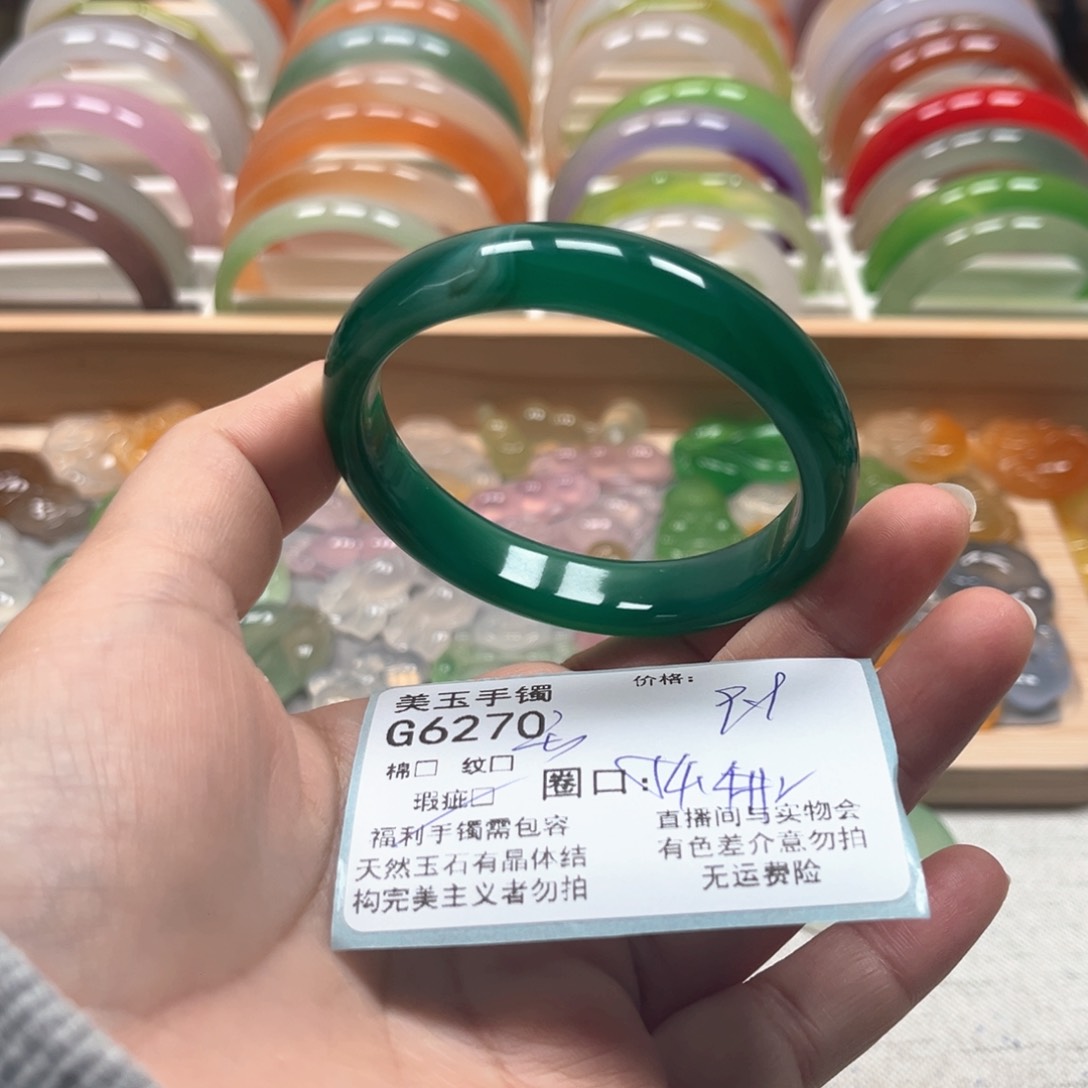 美玉手镯
价格:
G6270
棉□ 纹□
圈口:54.4
瑕疵□
福利手镯需包容
天然玉石有晶体结
构完美主义者勿拍
直播间与实物会
有色差介意勿拍
无运费险